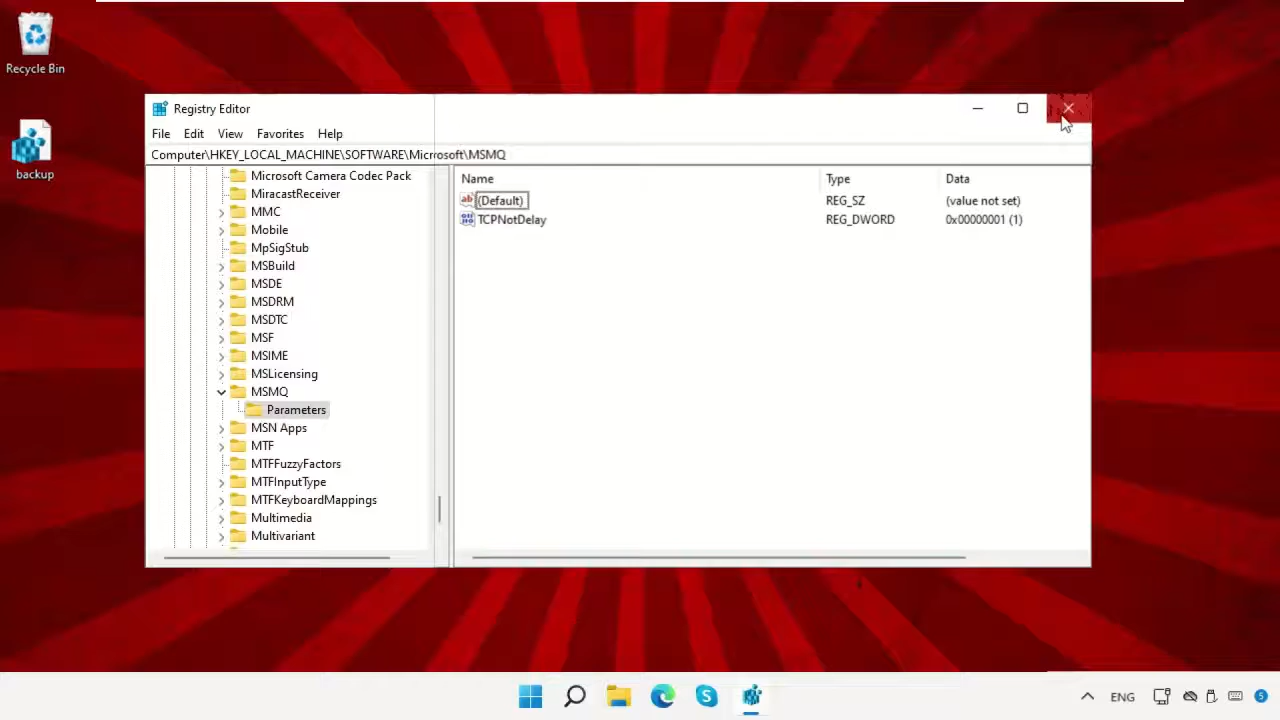 Recycle Bin
backup
Registry Editor
File Edit View Favorites Help
Computer\HKEY_LOCAL_MACHINE\SOFTWARE\Microsoft\MSMQ
Microsoft Camera Codec Pack
MiracastReceiver
MMC
Mobile
MpSigStub
MSBuild
MSDE
MSDRM
MSDTC
MSF
MSIME
MSLicensing
MSMQ
Parameters
MSN Apps
MTF
MTFFuzzyFactors
MTFInputType
MTFKeyboardMappings
Multimedia
Multivariant
Name Type Data
(Default) REG_SZ (value not set)
TCPNotDelay REG_DWORD 0x00000001 (1)
ENG
5